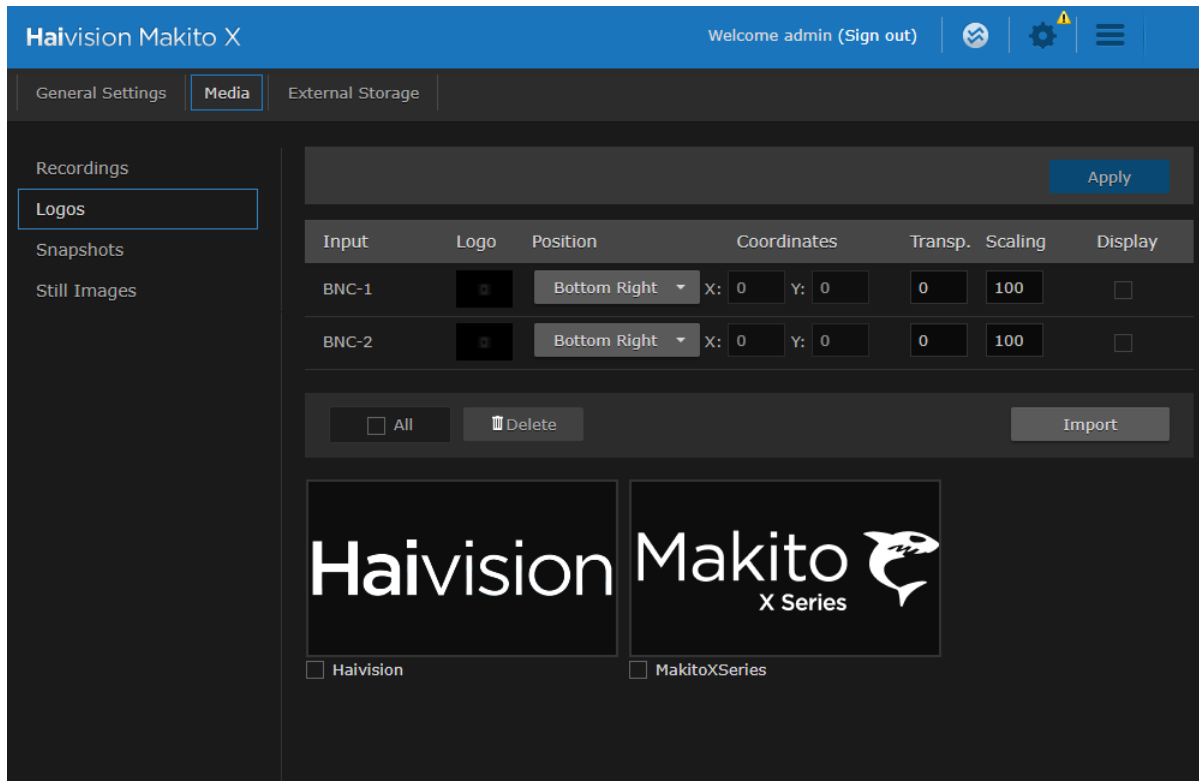 Haivision Makito X
Welcome admin (Sign out)
General Settings Media External Storage
Recordings
Logos
Snapshots
Still Images
Apply
Input Logo Position Coordinates Transp. Scaling Display
BNC-1 Bottom Right X: 0 Y: 0 0 100
BNC-2 Bottom Right X: 0 Y: 0 0 100
All Delete Import
Haivision
Makito
X Series
Haivision MakitoXSeries